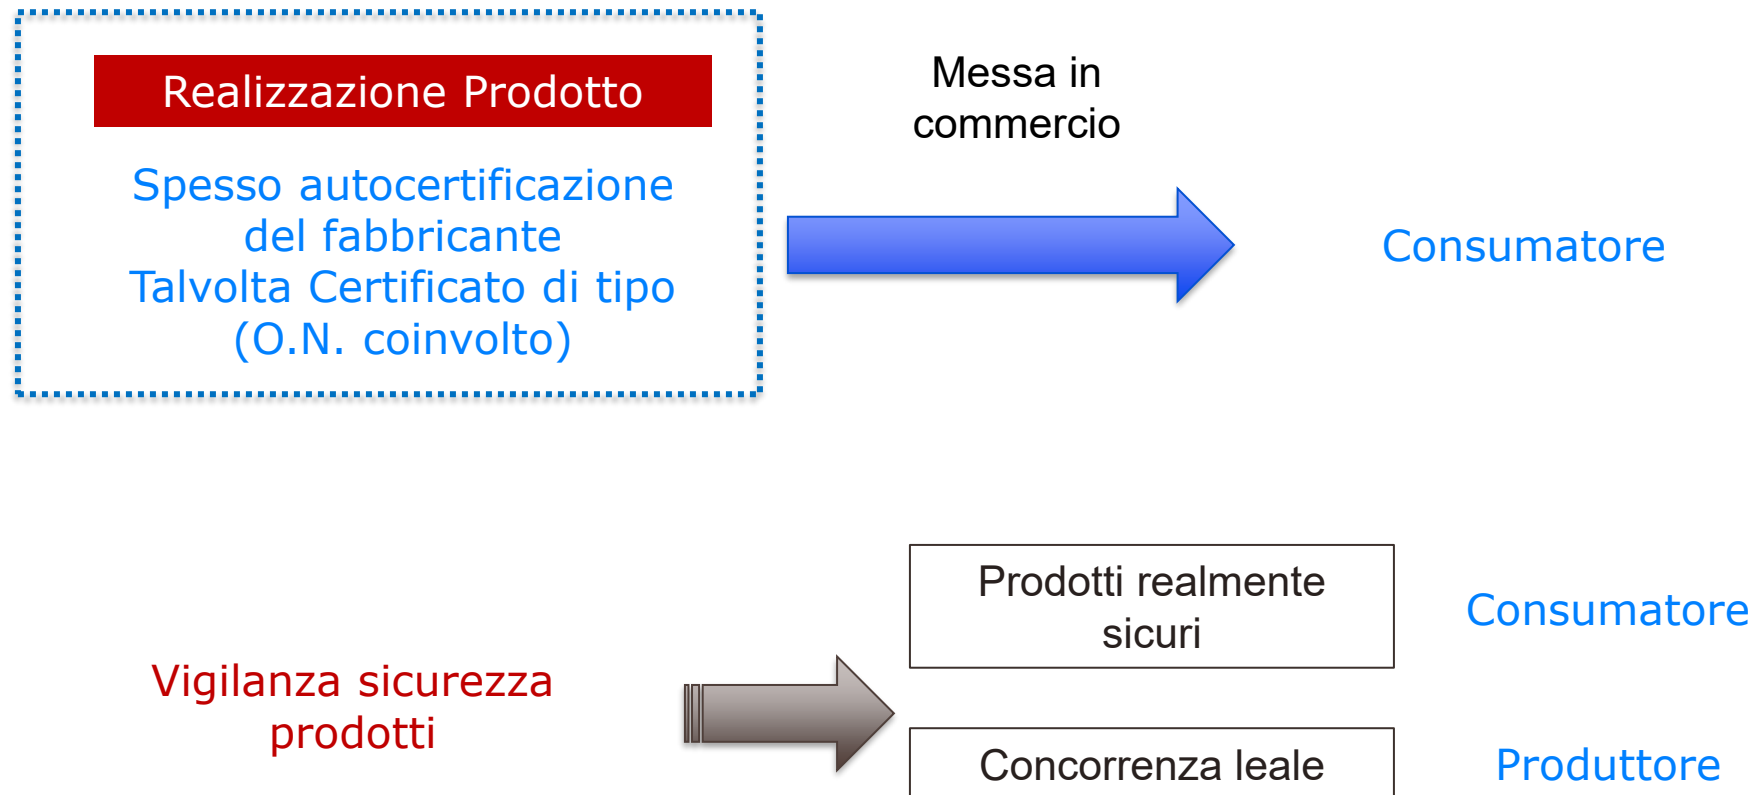 Realizzazione Prodotto
Spesso autocertificazione
del fabbricante
Talvolta Certificato di tipo
(O.N. coinvolto)
Messa in
commercio
Consumatore
Vigilanza sicurezza
prodotti
Prodotti realmente
sicuri
Consumatore
Concorrenza leale
Produttore